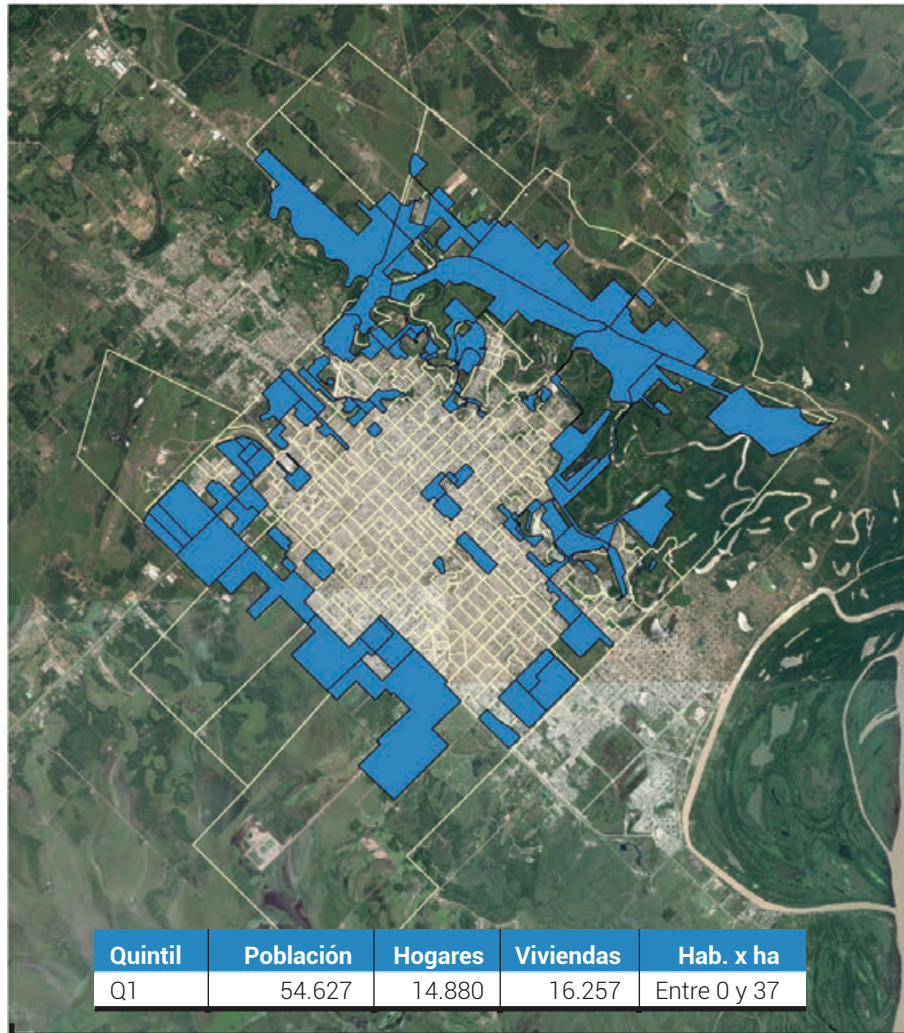 Quintil Población Hogares Viviendas Hab. x ha
Q1 54.627 14.880 16.257 Entre 0 y 37